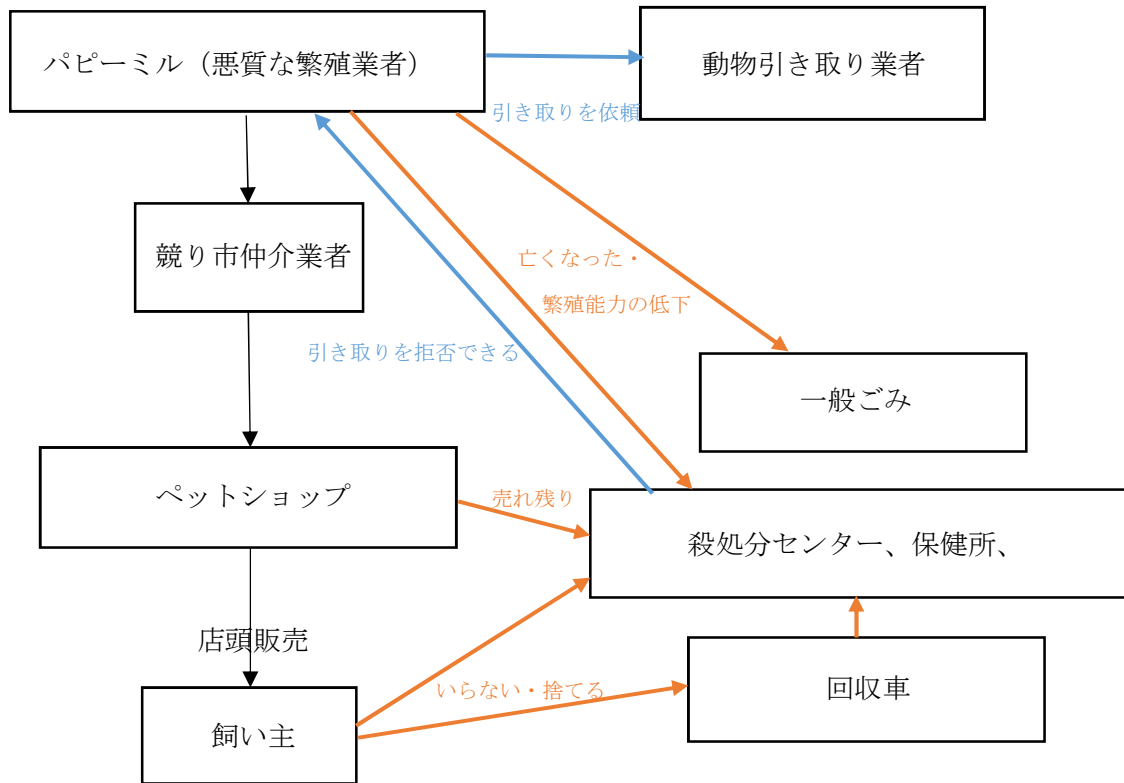 パピーミル（悪質な繁殖業者）
動物引き取り業者
引き取りを依頼
競り市仲介業者
亡くなった・
繁殖能力の低下
引き取りを拒否できる
一般ごみ
ペットショップ
売れ残り
殺処分センター、保健所、
店頭販売
いらない・捨てる
回収車
飼い主